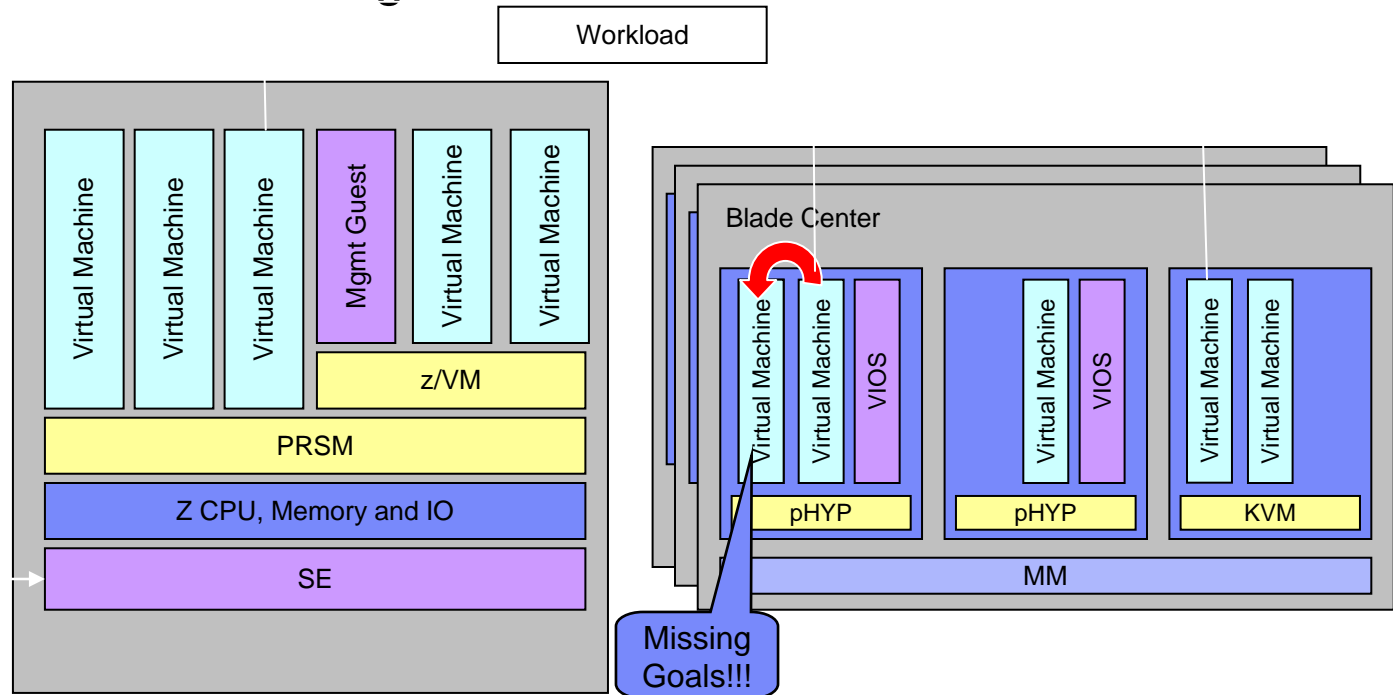 Workload
Virtual Machine
Virtual Machine
Virtual Machine
Mgmt Guest
Virtual Machine
Virtual Machine
z/VM
PRSM
Z CPU, Memory and IO
SE
Blade Center
Virtual Machine
Virtual Machine
VIOS
pHYP
Virtual Machine
VIOS
pHYP
Virtual Machine
Virtual Machine
KVM
MM
Missing
Goals!!!